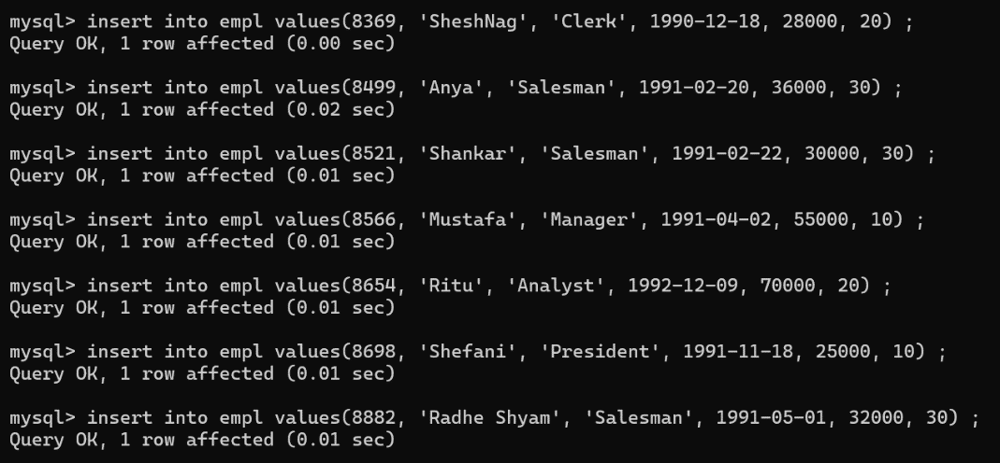 mysql> insert into empl values(8369, 'SheshNag', 'Clerk', 1990-12-18, 28000, 20) ;
Query OK, 1 row affected (0.00 sec)
mysql> insert into empl values(8499, 'Anya', 'Salesman', 1991-02-20, 36000, 30) ;
Query OK, 1 row affected (0.02 sec)
mysql> insert into empl values(8521, 'Shankar', 'Salesman', 1991-02-22, 30000, 30) ;
Query OK, 1 row affected (0.01 sec)
mysql> insert into empl values(8566, 'Mustafa', 'Manager', 1991-04-02, 55000, 10) ;
Query OK, 1 row affected (0.01 sec)
mysql> insert into empl values(8654, 'Ritu', 'Analyst', 1992-12-09, 70000, 20) ;
Query OK, 1 row affected (0.01 sec)
mysql> insert into empl values(8698, 'Shefani', 'President', 1991-11-18, 25000, 10) ;
Query OK, 1 row affected (0.01 sec)
mysql> insert into empl values(8882, 'Radhe Shyam', 'Salesman', 1991-05-01, 32000, 30) ;
Query OK, 1 row affected (0.01 sec)